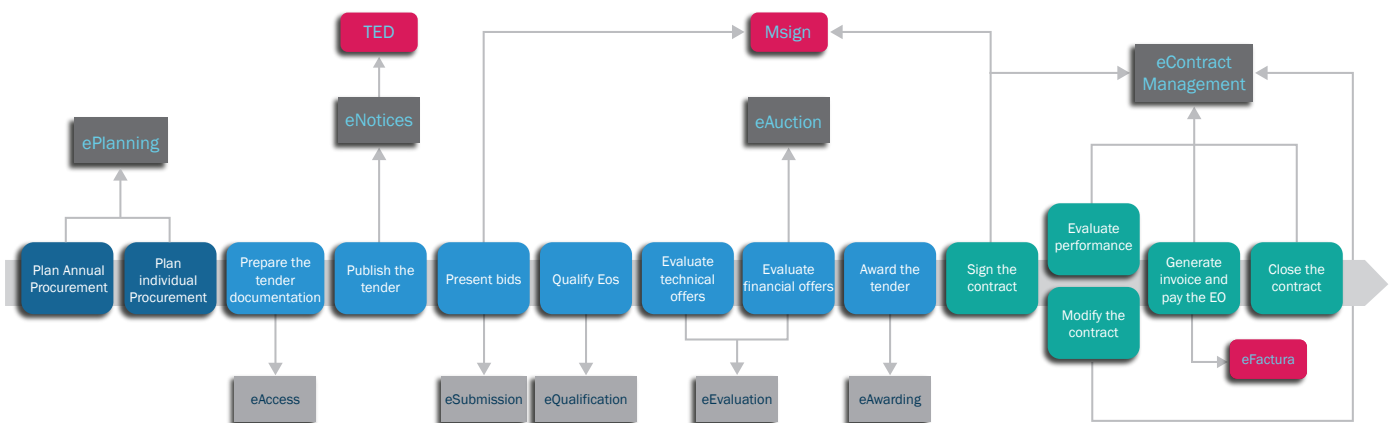 TED
Msign
eContract
Management
eNotices
eAuction
ePlanning
Plan Annual
Procurement
Plan
individual
Procurement
Prepare the
tender
documentation
Publish the
tender
Present bids
Qualify Eos
Evaluate
technical
offers
Evaluate
financial offers
Award the
tender
Sign the
contract
Evaluate
performance
Modify the
contract
Generate
invoice and
pay the EO
Close the
contract
eFactura
eAccess
eSubmission
eQualification
eEvaluation
eAwarding